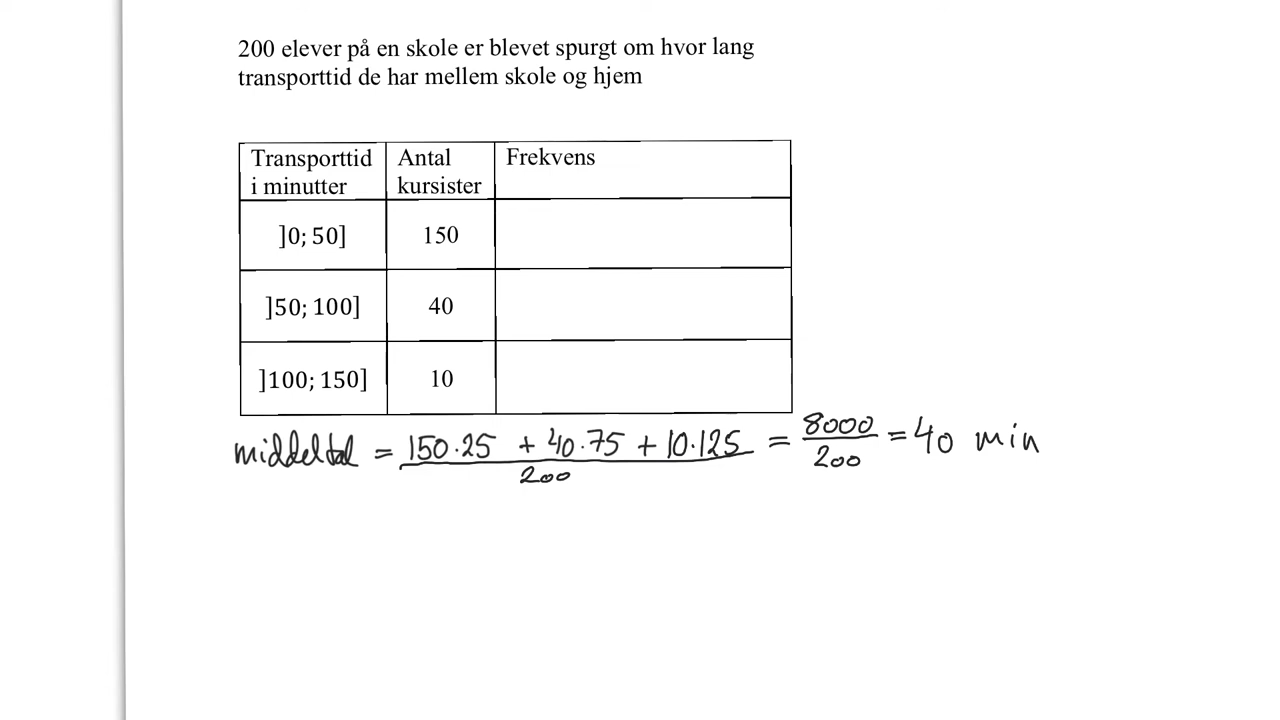 200 elever på en skole er blevet spurgt om hvor lang
transporttid de har mellem skole og hjem
Transporttid i minutter Antal kursister Frekvens
]0; 50] 150
]50; 100] 40
]100; 150] 10
middeltal = 150·25 + 40·75 + 10·125 / 200 = 8000 / 200 = 40 min